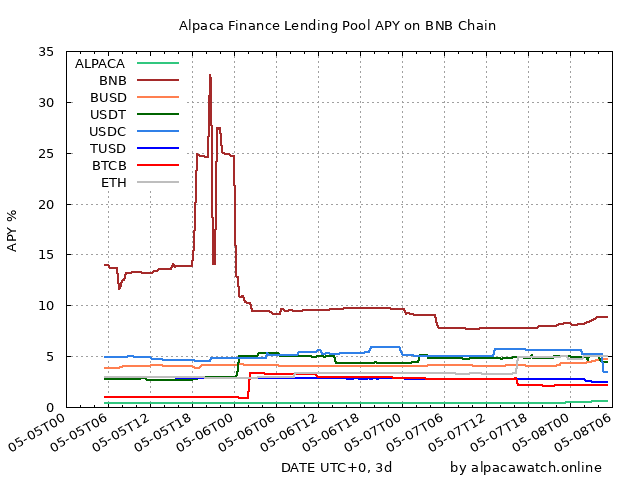 Alpaca Finance Lending Pool APY on BNB Chain
APY %
35
30
25
20
15
10
5
0
ALPACA
BNB
BUSD
USDT
USDC
TUSD
BTCB
ETH
05-05T00
05-05T06
05-05T12
05-05T18
05-06T00
05-06T06
05-06T12
05-06T18
05-07T00
05-07T06
05-07T12
05-07T18
05-08T00
05-08T06
DATE UTC+0, 3d by alpacawatch.online